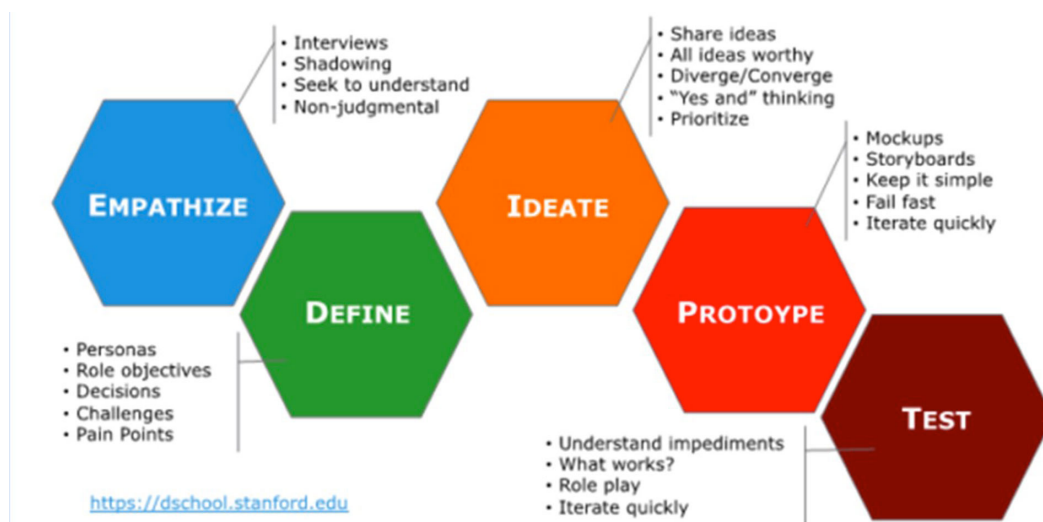 EMPATHIZE
• Interviews
• Shadowing
• Seek to understand
• Non-judgmental
DEFINE
• Personas
• Role objectives
• Decisions
• Challenges
• Pain Points
IDEATE
• Share ideas
• All ideas worthy
• Diverge/Converge
• “Yes and” thinking
• Prioritize
PROTOYPE
• Mockups
• Storyboards
• Keep it simple
• Fail fast
• Iterate quickly
TEST
• Understand impediments
• What works?
• Role play
• Iterate quickly
https://dschool.stanford.edu